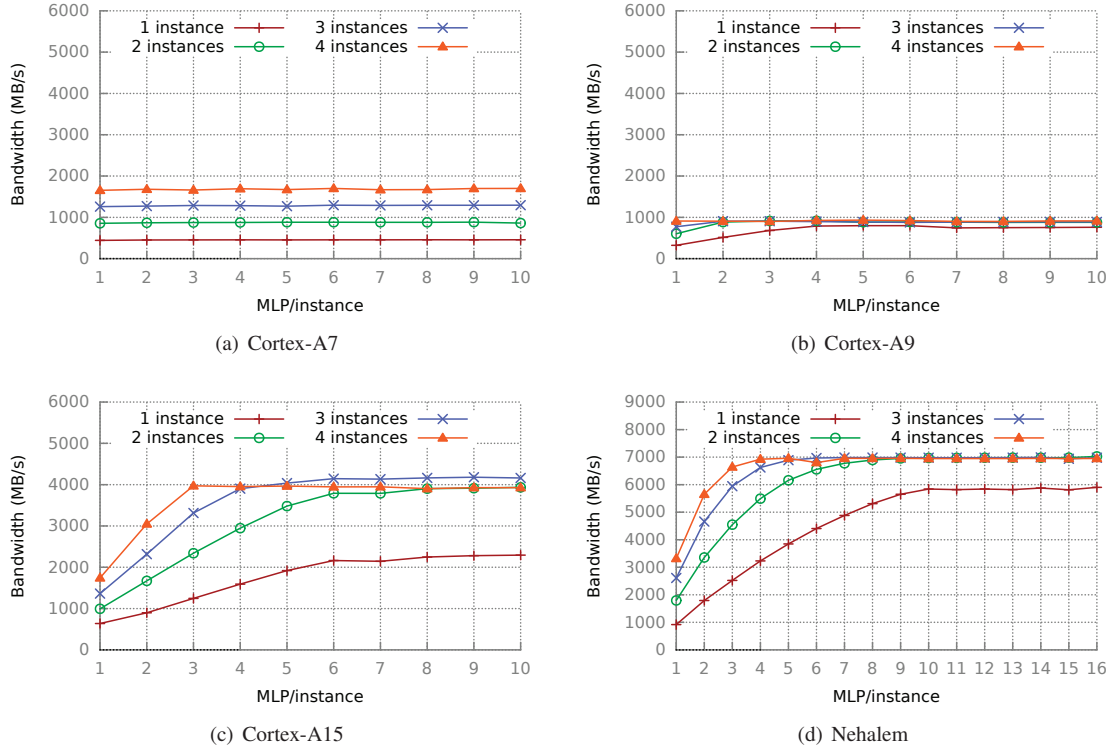 6000
5000
4000
3000
2000
1000
0
Bandwidth (MB/s)
1 instance
2 instances
3 instances
4 instances
1 2 3 4 5 6 7 8 9 10
MLP/instance
(a) Cortex-A7
6000
5000
4000
3000
2000
1000
0
Bandwidth (MB/s)
1 instance
2 instances
3 instances
4 instances
1 2 3 4 5 6 7 8 9 10
MLP/instance
(b) Cortex-A9
6000
5000
4000
3000
2000
1000
0
Bandwidth (MB/s)
1 instance
2 instances
3 instances
4 instances
1 2 3 4 5 6 7 8 9 10
MLP/instance
(c) Cortex-A15
9000
8000
7000
6000
5000
4000
3000
2000
1000
0
Bandwidth (MB/s)
1 instance
2 instances
3 instances
4 instances
1 2 3 4 5 6 7 8 9 10 11 12 13 14 15 16
MLP/instance
(d) Nehalem